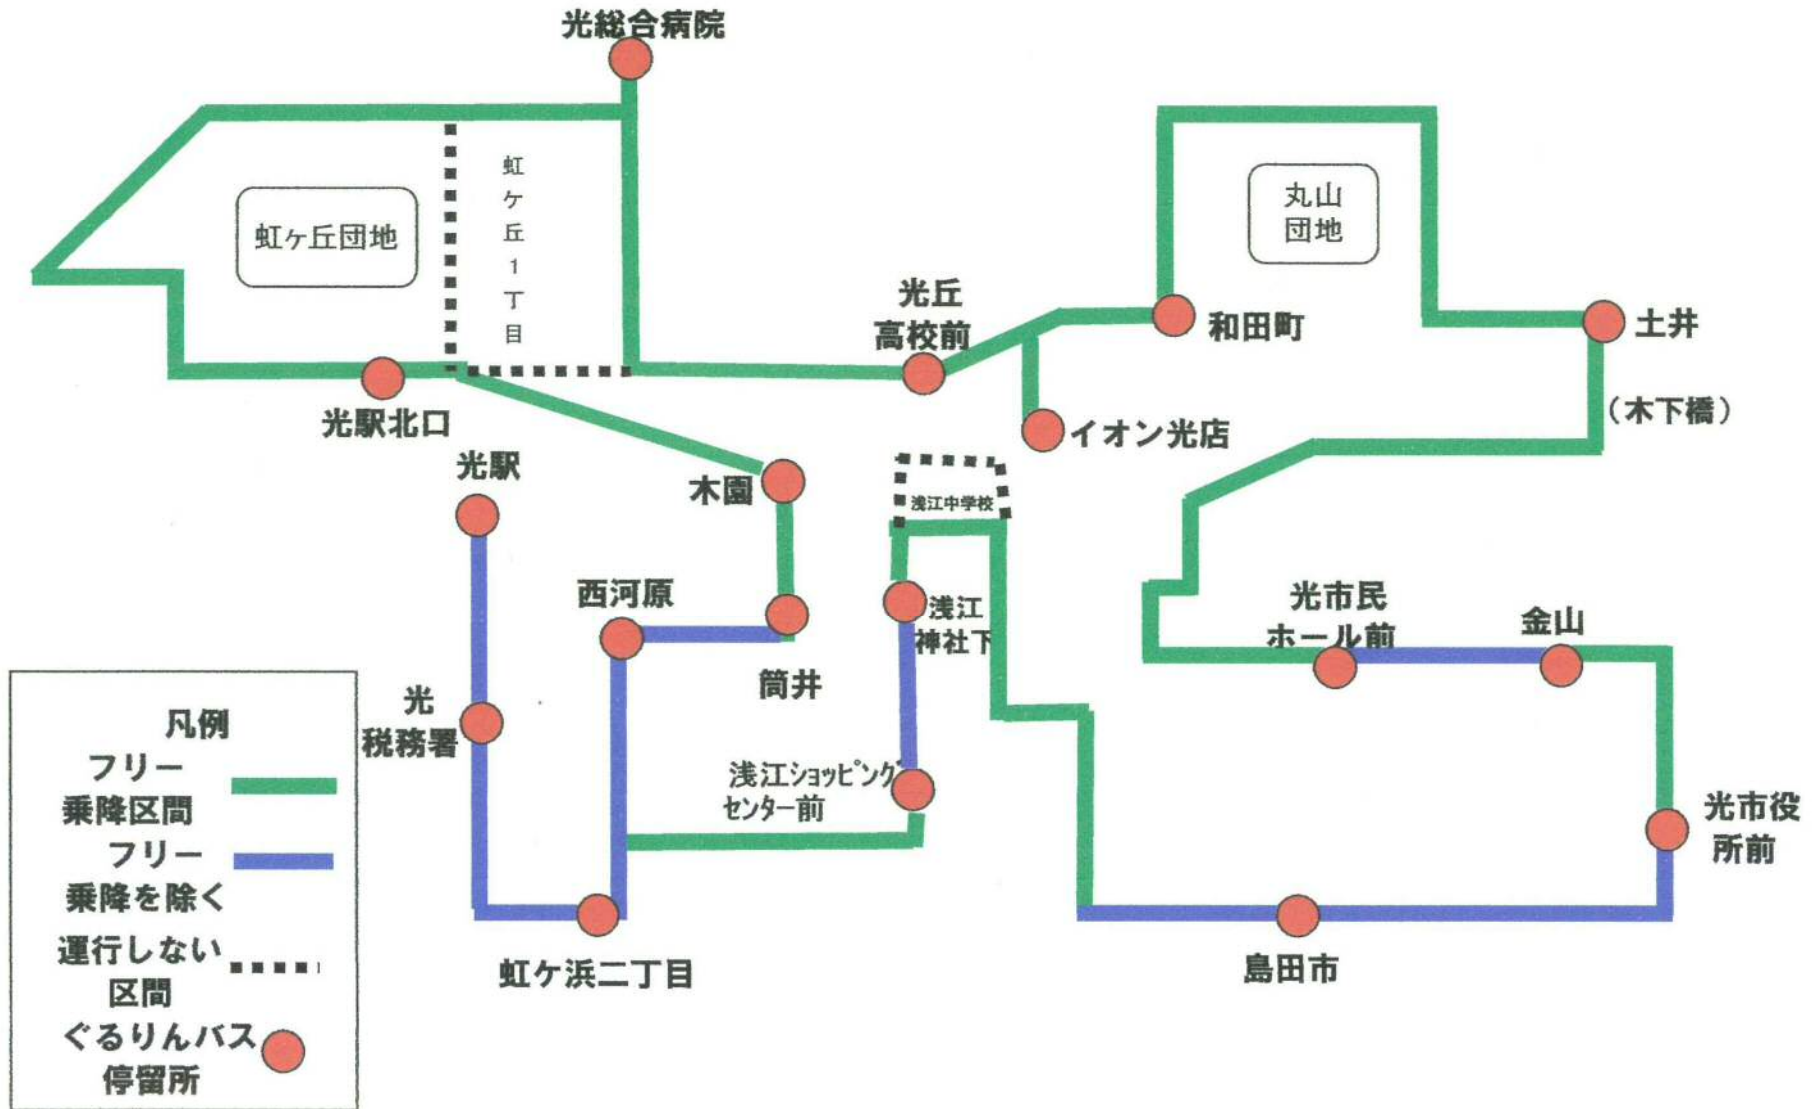 光総合病院
虹ヶ丘団地
虹ケ丘1丁目
丸山
団地
光丘
高校前
和田町
土井
(木下橋)
イオン光店
光駅北口
光駅
木園
浅江中学校
西河原
浅江
神社下
光市民
ホール前
金山
筒井
光
税務署
浅江ショッピング
センター前
光市役
所前
虹ケ浜二丁目
島田市
凡例
フリー
乗降区間
フリー
乗降を除く
運行しない
区間
ぐるりんバス
停留所